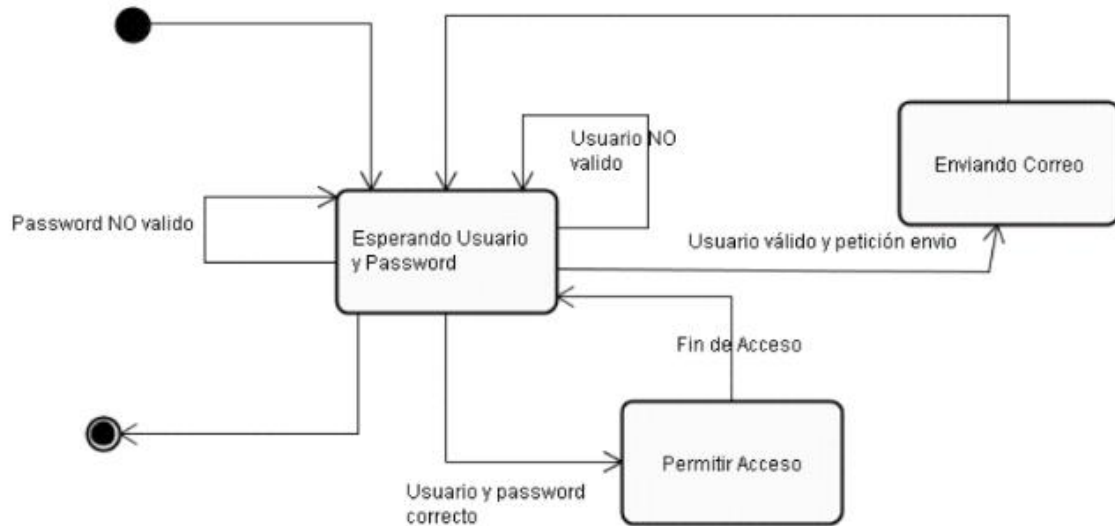 Usuario NO
valido
Enviando Correo
Password NO valido
Esperando Usuario
y Password
Usuario válido y petición envio
Fin de Acceso
Permitir Acceso
Usuario y password
correcto